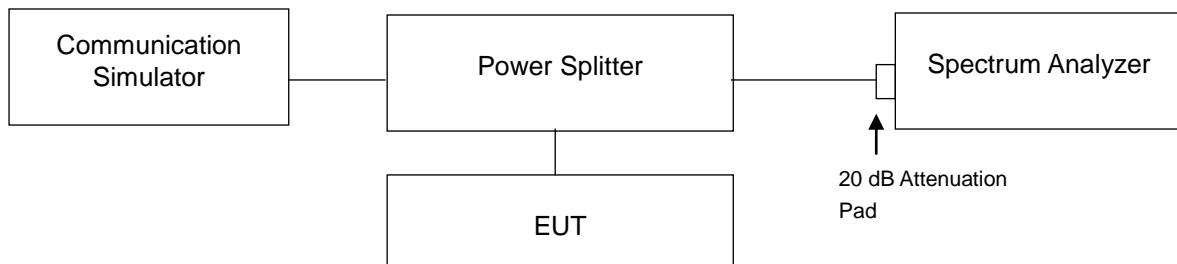 Communication
Simulator
Power Splitter
Spectrum Analyzer
20 dB Attenuation
Pad
EUT